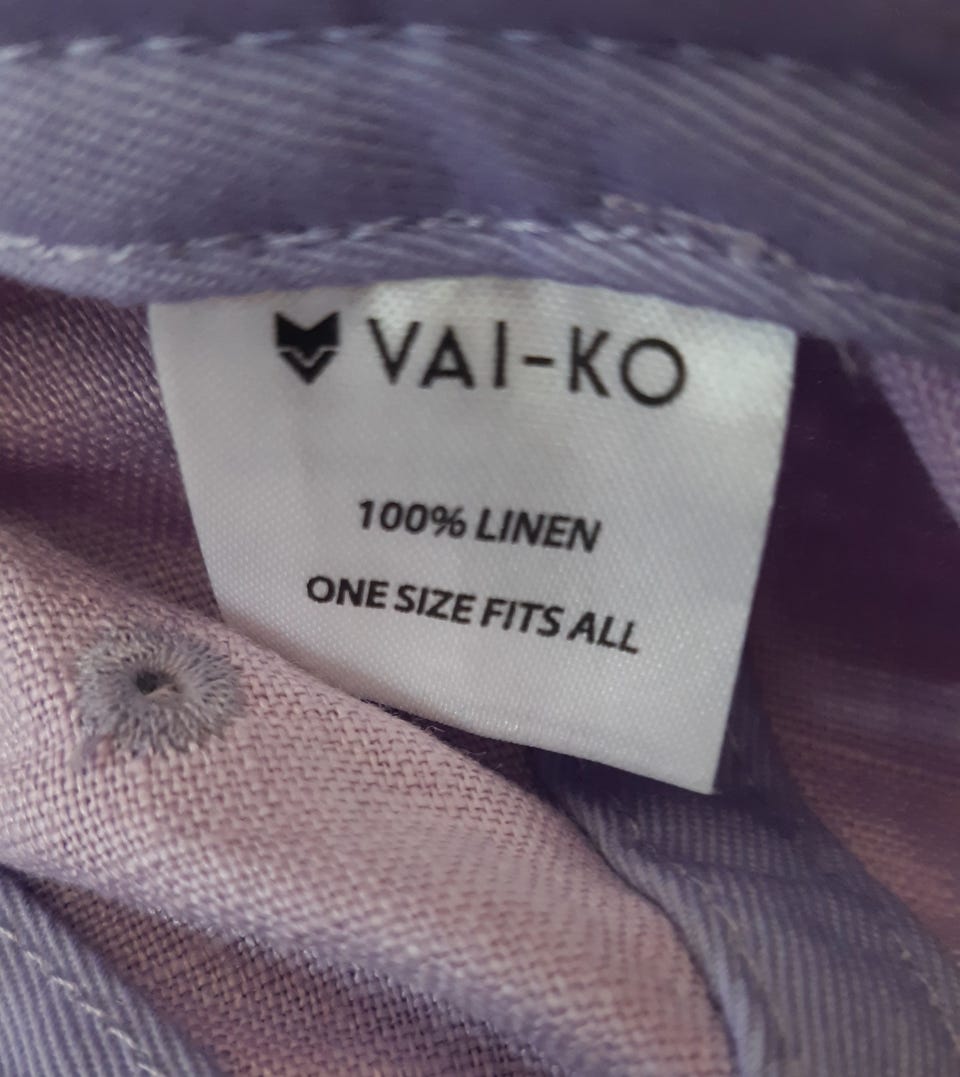 VAI-KO
100% LINEN
ONE SIZE FITS ALL